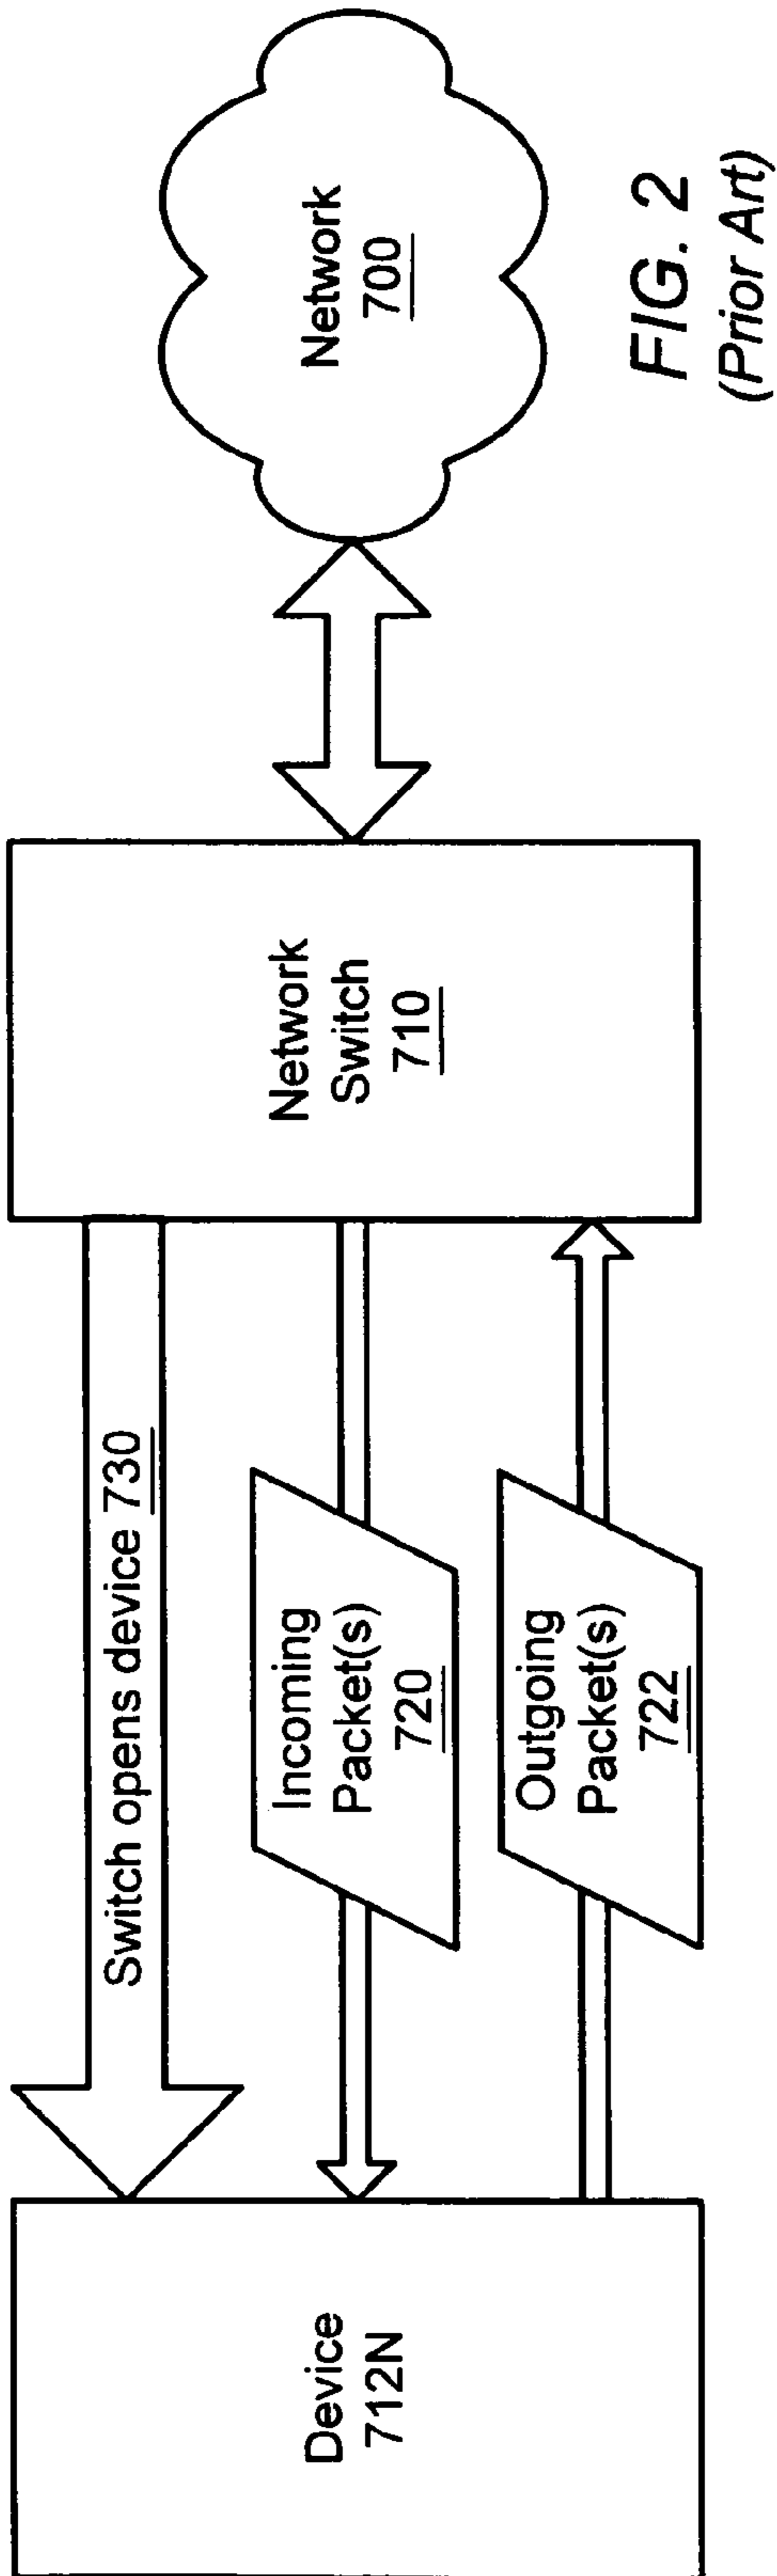 Device
712N
Switch opens device 730
Incoming
Packet(s)
720
Outgoing
Packet(s)
722
Network
Switch
710
Network
700
FIG. 2
(Prior Art)